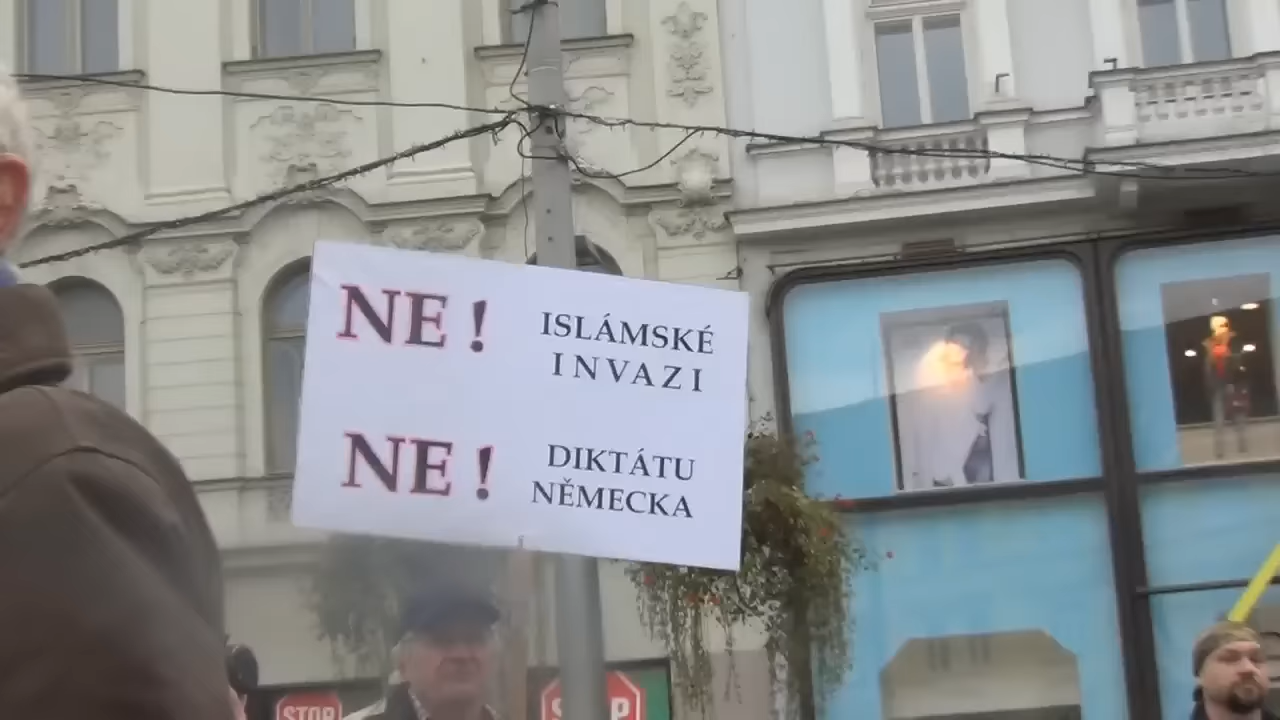 NE! ISLÁMSKÉ
INVAZI
NE! DIKTÁTU
NĚMECKA
STOP
STOP